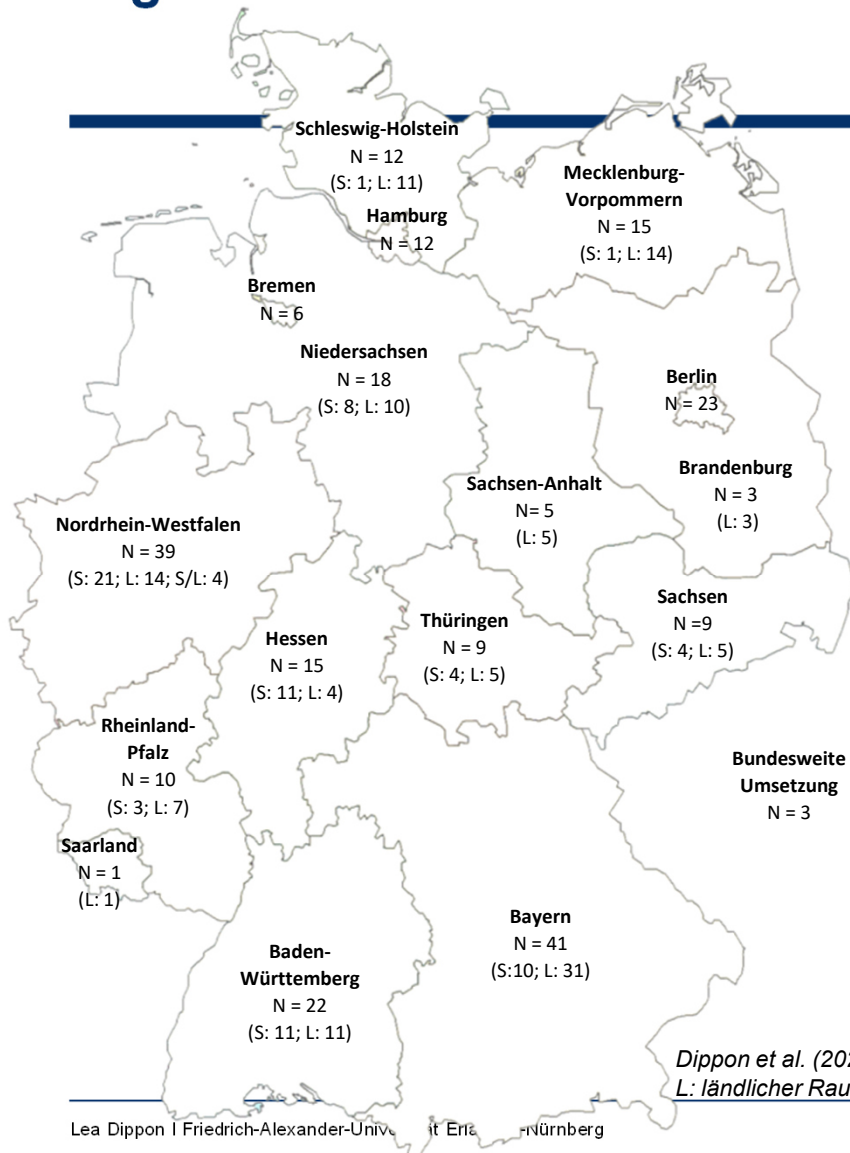 Schleswig-Holstein
N = 12
(S: 1; L: 11)
Mecklenburg-
Vorpommern
N = 15
(S: 1; L: 14)
Hamburg
N = 12
Bremen
N = 6
Niedersachsen
N = 18
(S: 8; L: 10)
Berlin
N = 23
Brandenburg
N = 3
(L: 3)
Sachsen-Anhalt
N= 5
(L: 5)
Nordrhein-Westfalen
N = 39
(S: 21; L: 14; S/L: 4)
Sachsen
N =9
(S: 4; L: 5)
Thüringen
N = 9
(S: 4; L: 5)
Hessen
N = 15
(S: 11; L: 4)
Rheinland-
Pfalz
N = 10
(S: 3; L: 7)
Bundesweite
Umsetzung
N = 3
Saarland
N = 1
(L: 1)
Bayern
N = 41
(S:10; L: 31)
Baden-
Württemberg
N = 22
(S: 11; L: 11)
Dippon et al.
L: ländlicher
Lea Dippon I